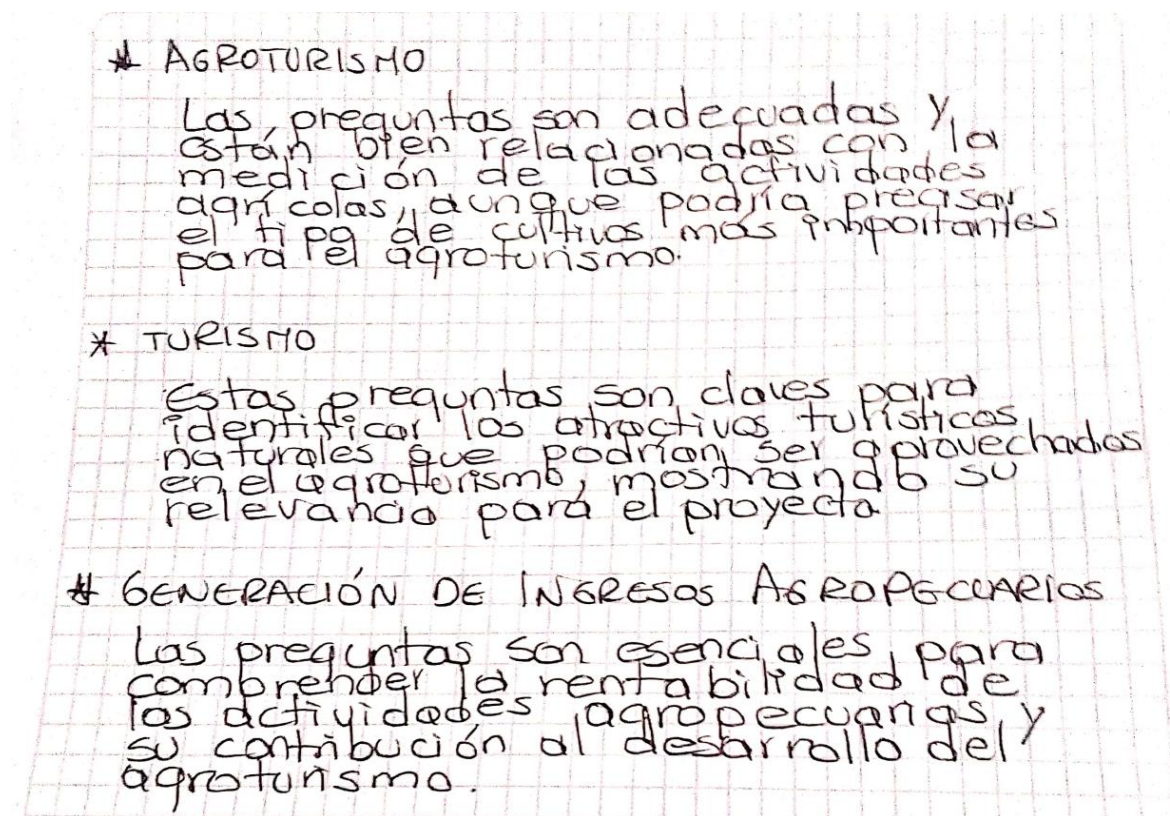 * AGROTURISMO
Las preguntas son adecuadas y
están bien relacionadas con la
medición de las actividades
agrícolas, aunque podría precisar
el tipo de cultivos más inmportantes
para el agroturismo.
* TURISMO
Estas preguntas son claves para
identificar los atractivos turísticos
naturales que podrían ser aprovechados
en el agroturismo, mostrando su
relevancia para el proyecto
* GENERACIÓN DE INGRESOS AGROPECUARIOS
Las preguntas son esenciales para
comprender la rentabilidad de
las actividades agropecuarias y
su contribución al desarrollo del
agroturismo.